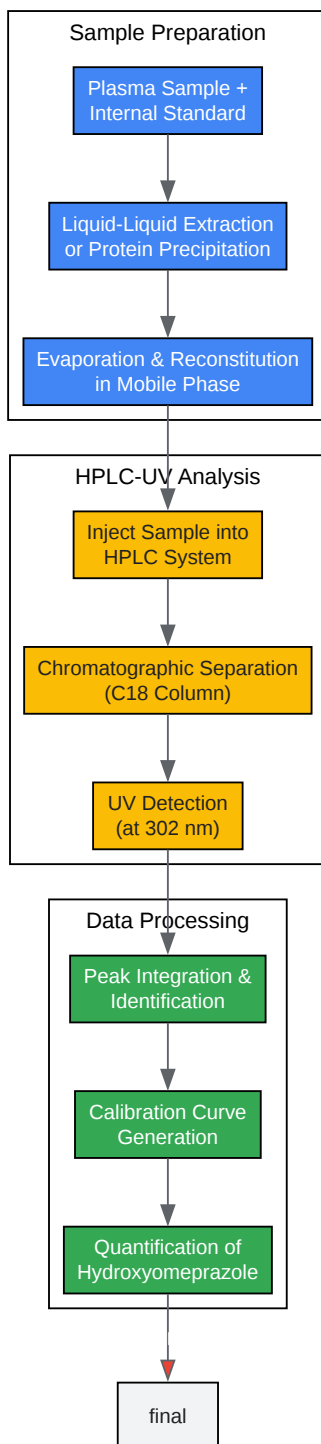 Sample Preparation
Plasma Sample +
Internal Standard
Liquid-Liquid Extraction
or Protein Precipitation
Evaporation & Reconstitution
in Mobile Phase
HPLC-UV Analysis
Inject Sample into
HPLC System
Chromatographic Separation
(C18 Column)
UV Detection
(at 302 nm)
Data Processing
Peak Integration &
Identification
Calibration Curve
Generation
Quantification of
Hydroxyomeprazole
final